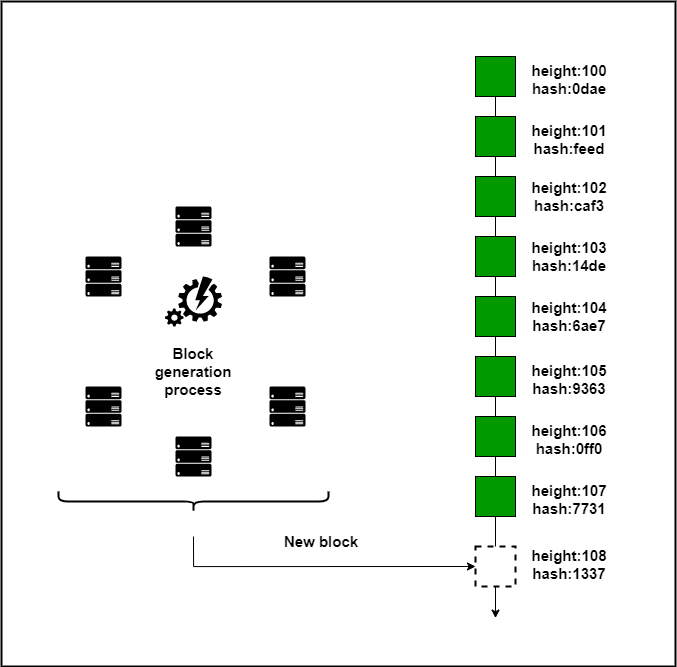 Block
generation
process
New block
height:100
hash:0dae
height:101
hash:feed
height:102
hash:caf3
height:103
hash:14de
height:104
hash:6ae7
height:105
hash:9363
height:106
hash:0ff0
height:107
hash:7731
height:108
hash:1337